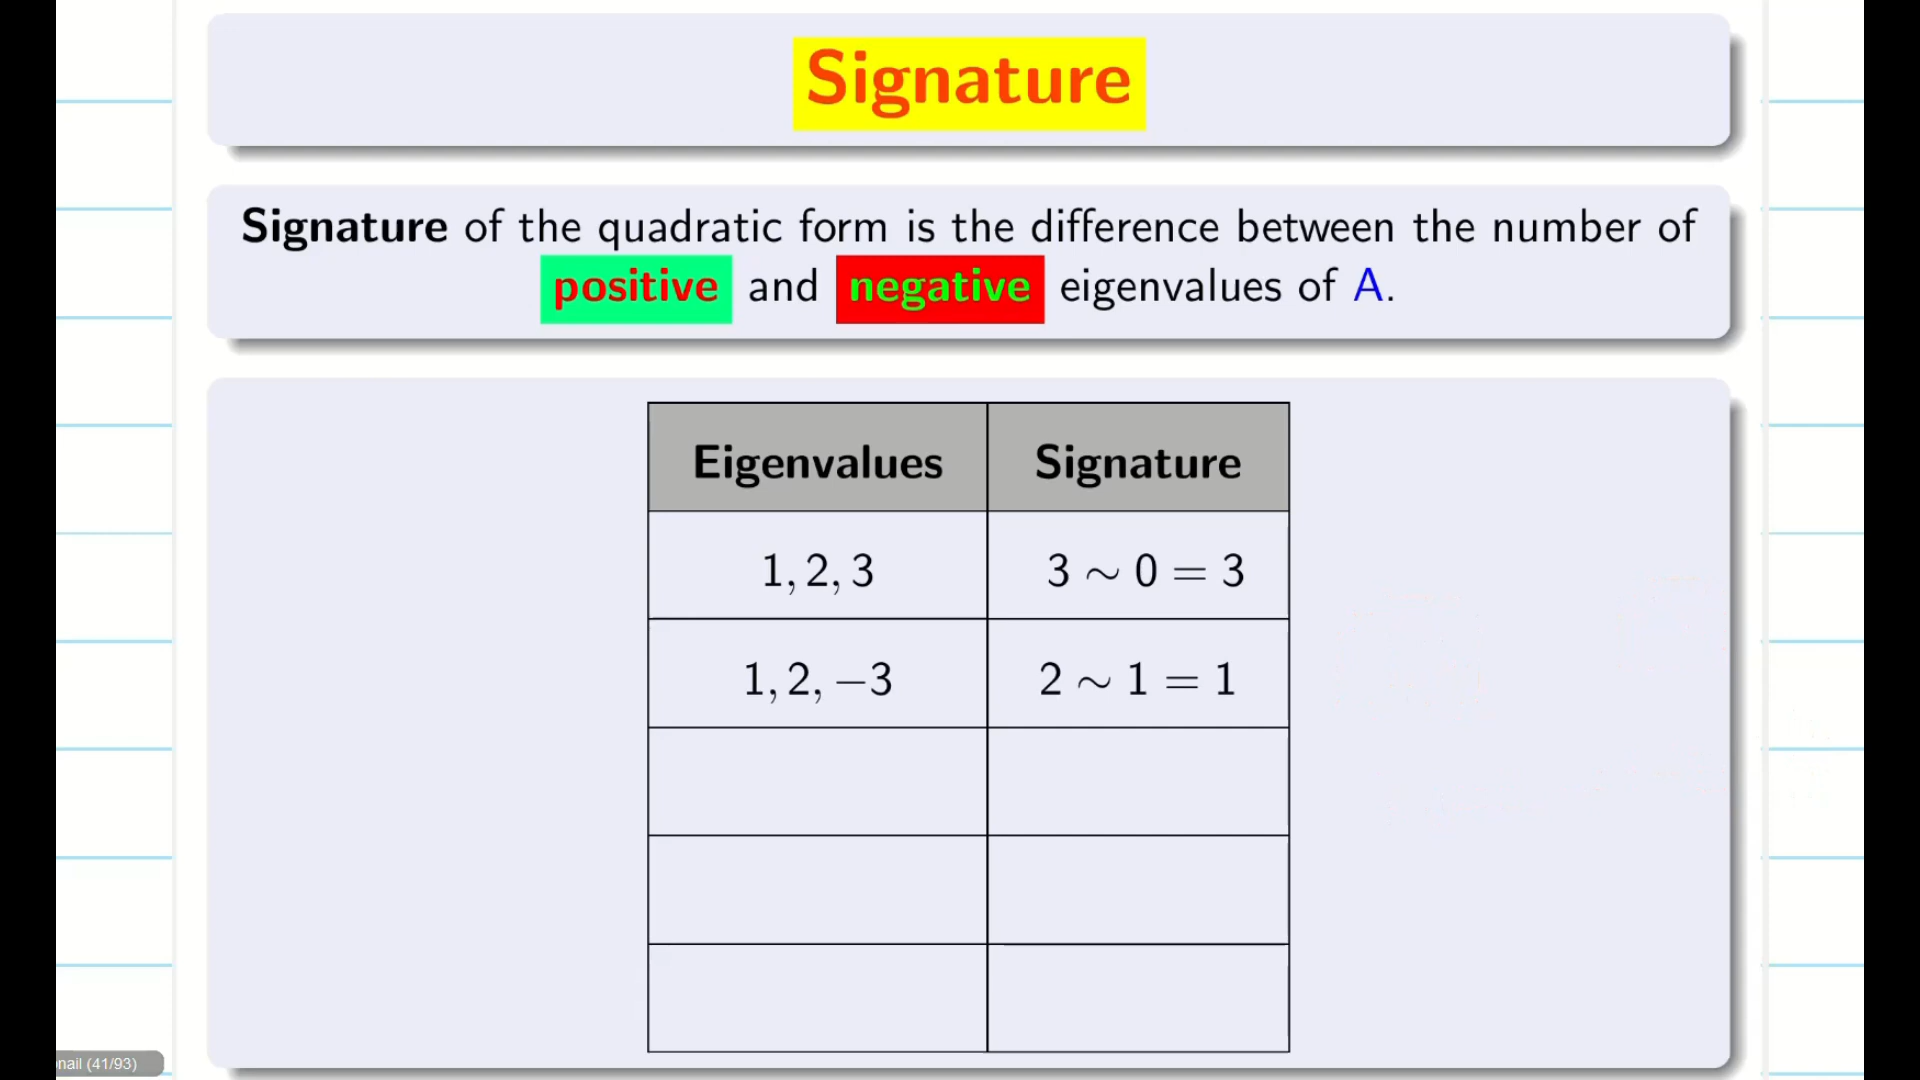 Signature
Signature of the quadratic form is the difference between the number of
positive and negative eigenvalues of A.
Eigenvalues Signature
1, 2, 3 3 ∼ 0 = 3
1, 2, −3 2 ∼ 1 = 1
(41/93)